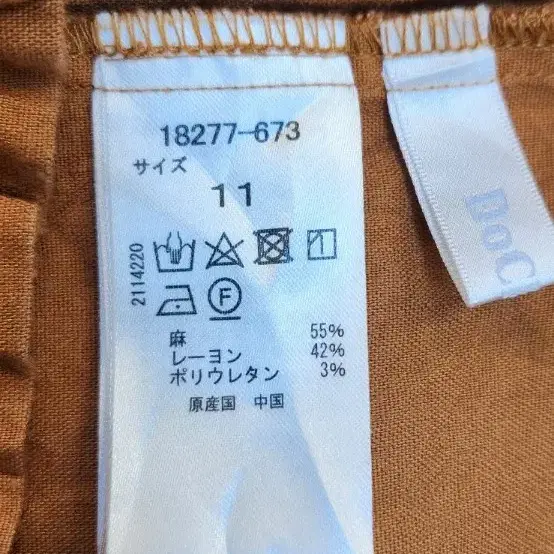 18277-673
サイズ
11
2114220
F
麻 55%
レーヨン 42%
ポリウレタン 3%
原産国 中国
DoC